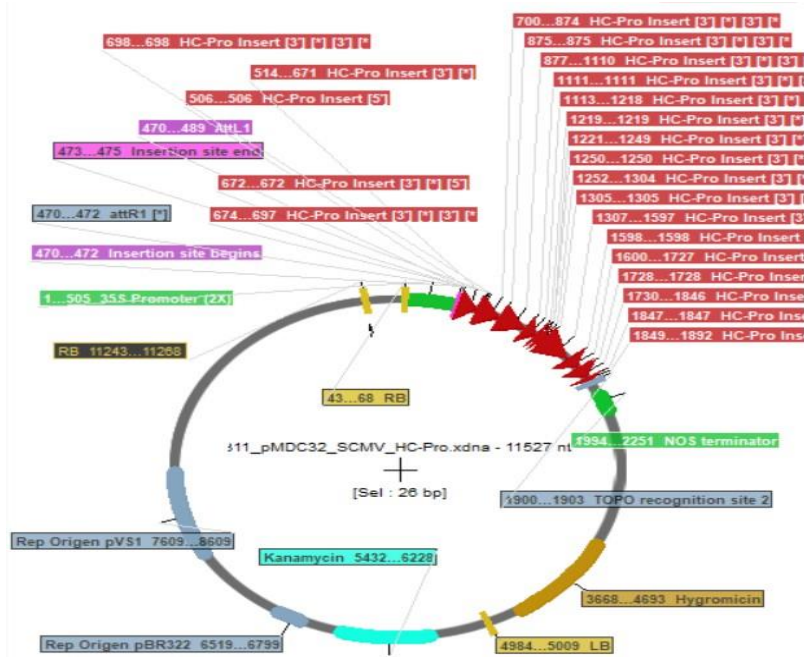 698...698 HC-Pro Insert [3'] [*] [3'] [*
514...671 HC-Pro Insert [3'] [*]
506...506 HC-Pro Insert [5']
470...489 AttL1
473...475 Insertion site end
672...672 HC-Pro Insert [3'] [*] [5']
470...472 attR1 [*]
674...697 HC-Pro Insert [3'] [*] [3'] [*
470...472 Insertion site begins
1...505 35S Promoter (2X)
RB 11243...11268
43...68 RB
700...874 HC-Pro Insert [3'] [*] [3'] [*
875...875 HC-Pro Insert [3'] [*] [3'] [*
877...1110 HC-Pro Insert [3'] [*] [3'] [
1111...1111 HC-Pro Insert [3'] [*] [3'
1113...1218 HC-Pro Insert [3'] [*] [3'
1219...1219 HC-Pro Insert [3'] [*] [3
1221...1249 HC-Pro Insert [3'] [*] [3
1250...1250 HC-Pro Insert [3'] [*] [
1252...1304 HC-Pro Insert [3'] [*] [
1305...1305 HC-Pro Insert [3'] [*]
1307...1597 HC-Pro Insert [3'
1598...1598 HC-Pro Insert
1600...1728 HC-Pro Insert
1728...1728 HC-Pro Insert
1730...1846 HC-Pro Insert
1847...1847 HC-Pro Insert
1849...1892 HC-Pro Insert
311_pMDC32_SCMV_HC-Pro.xdna - 11527 nt
[Sel : 26 bp]
1994...2251 NOS terminator
1900...1903 TOPO recognition site 2
Rep Origen pVS1 7609...8609
Kanamycin 5432...6228
3668...4693 Hygromicin
Rep Origen pBR322 6519...6799
4984...5009 LB